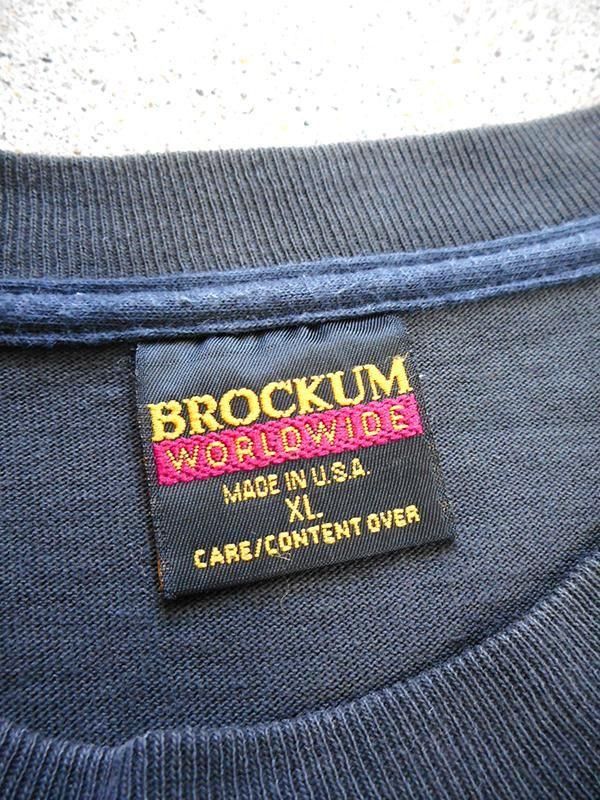 BROCKUM
WORLDWIDE
MADE IN U.S.A.
XL
CARE/CONTENT OVER